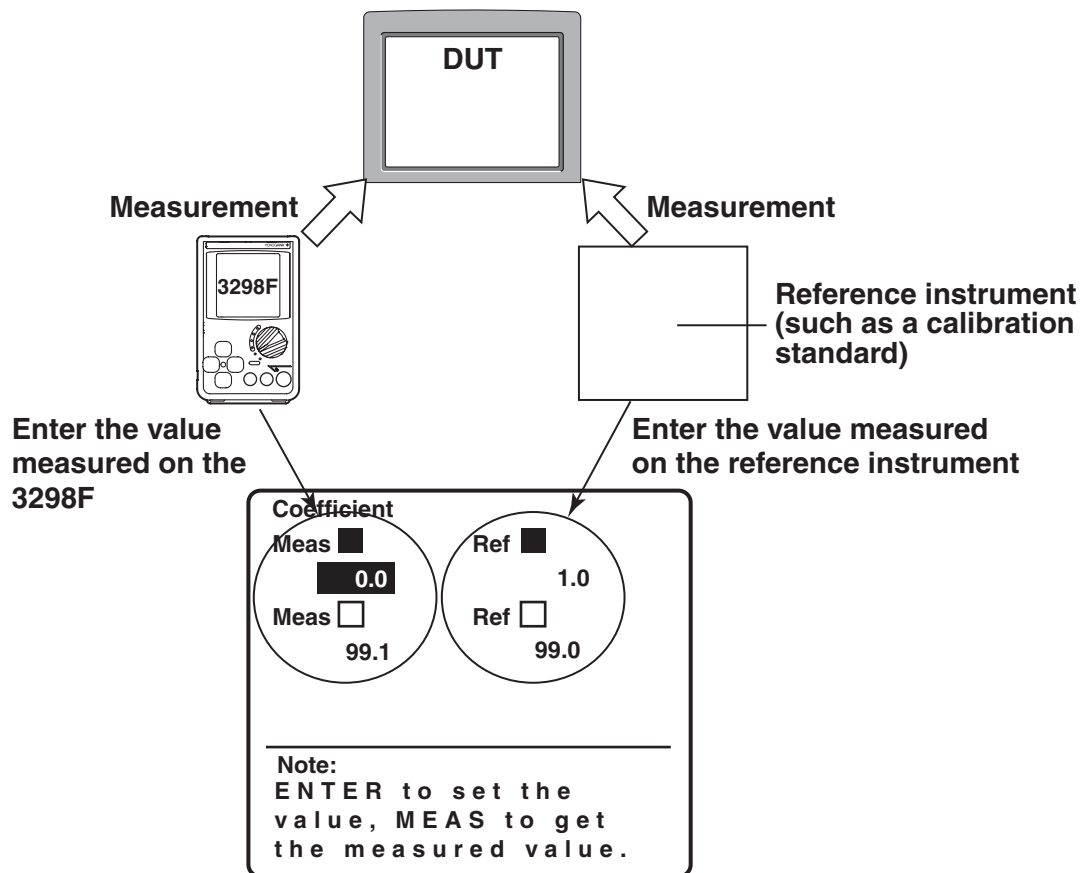 DUT
Measurement
Measurement
YOKOGAWA
3298F
Reference instrument
(such as a calibration
standard)
Enter the value
measured on the
3298F
Enter the value measured
on the reference instrument
Coefficient
Meas
Ref
0.0
1.0
Meas
Ref
99.1
99.0
Note:
ENTER to set the
value, MEAS to get
the measured value.